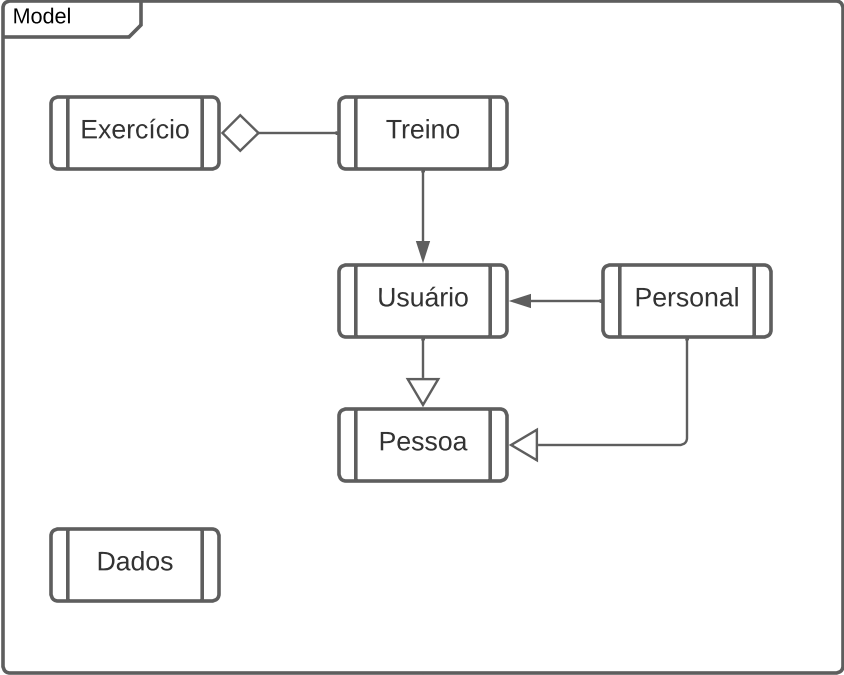 Model
Exercício
Treino
Usuário
Personal
Pessoa
Dados